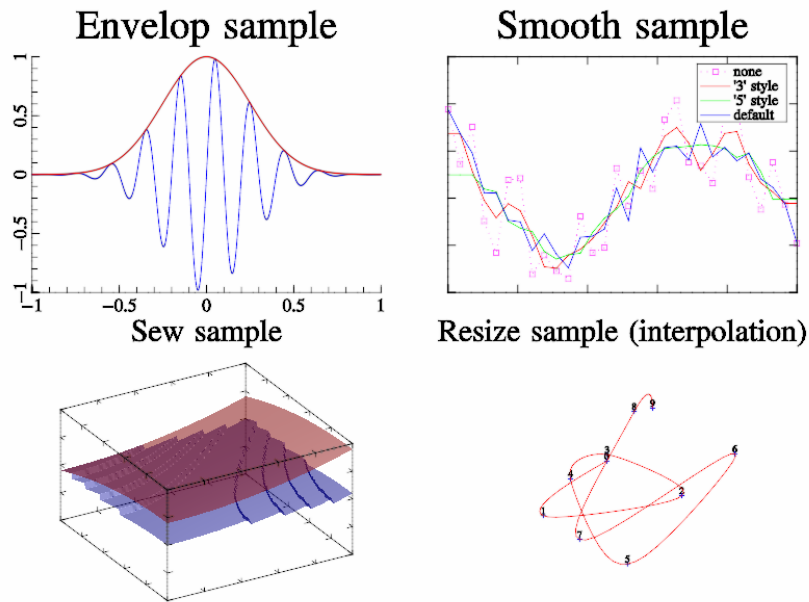 Envelop sample
1
0.5
0
−0.5
−1
−1
−0.5
0
0.5
1
Smooth sample
none
'3' style
'5' style
default
Sew sample
Resize sample (interpolation)
8
9
3
0
6
4
2
1
7
5